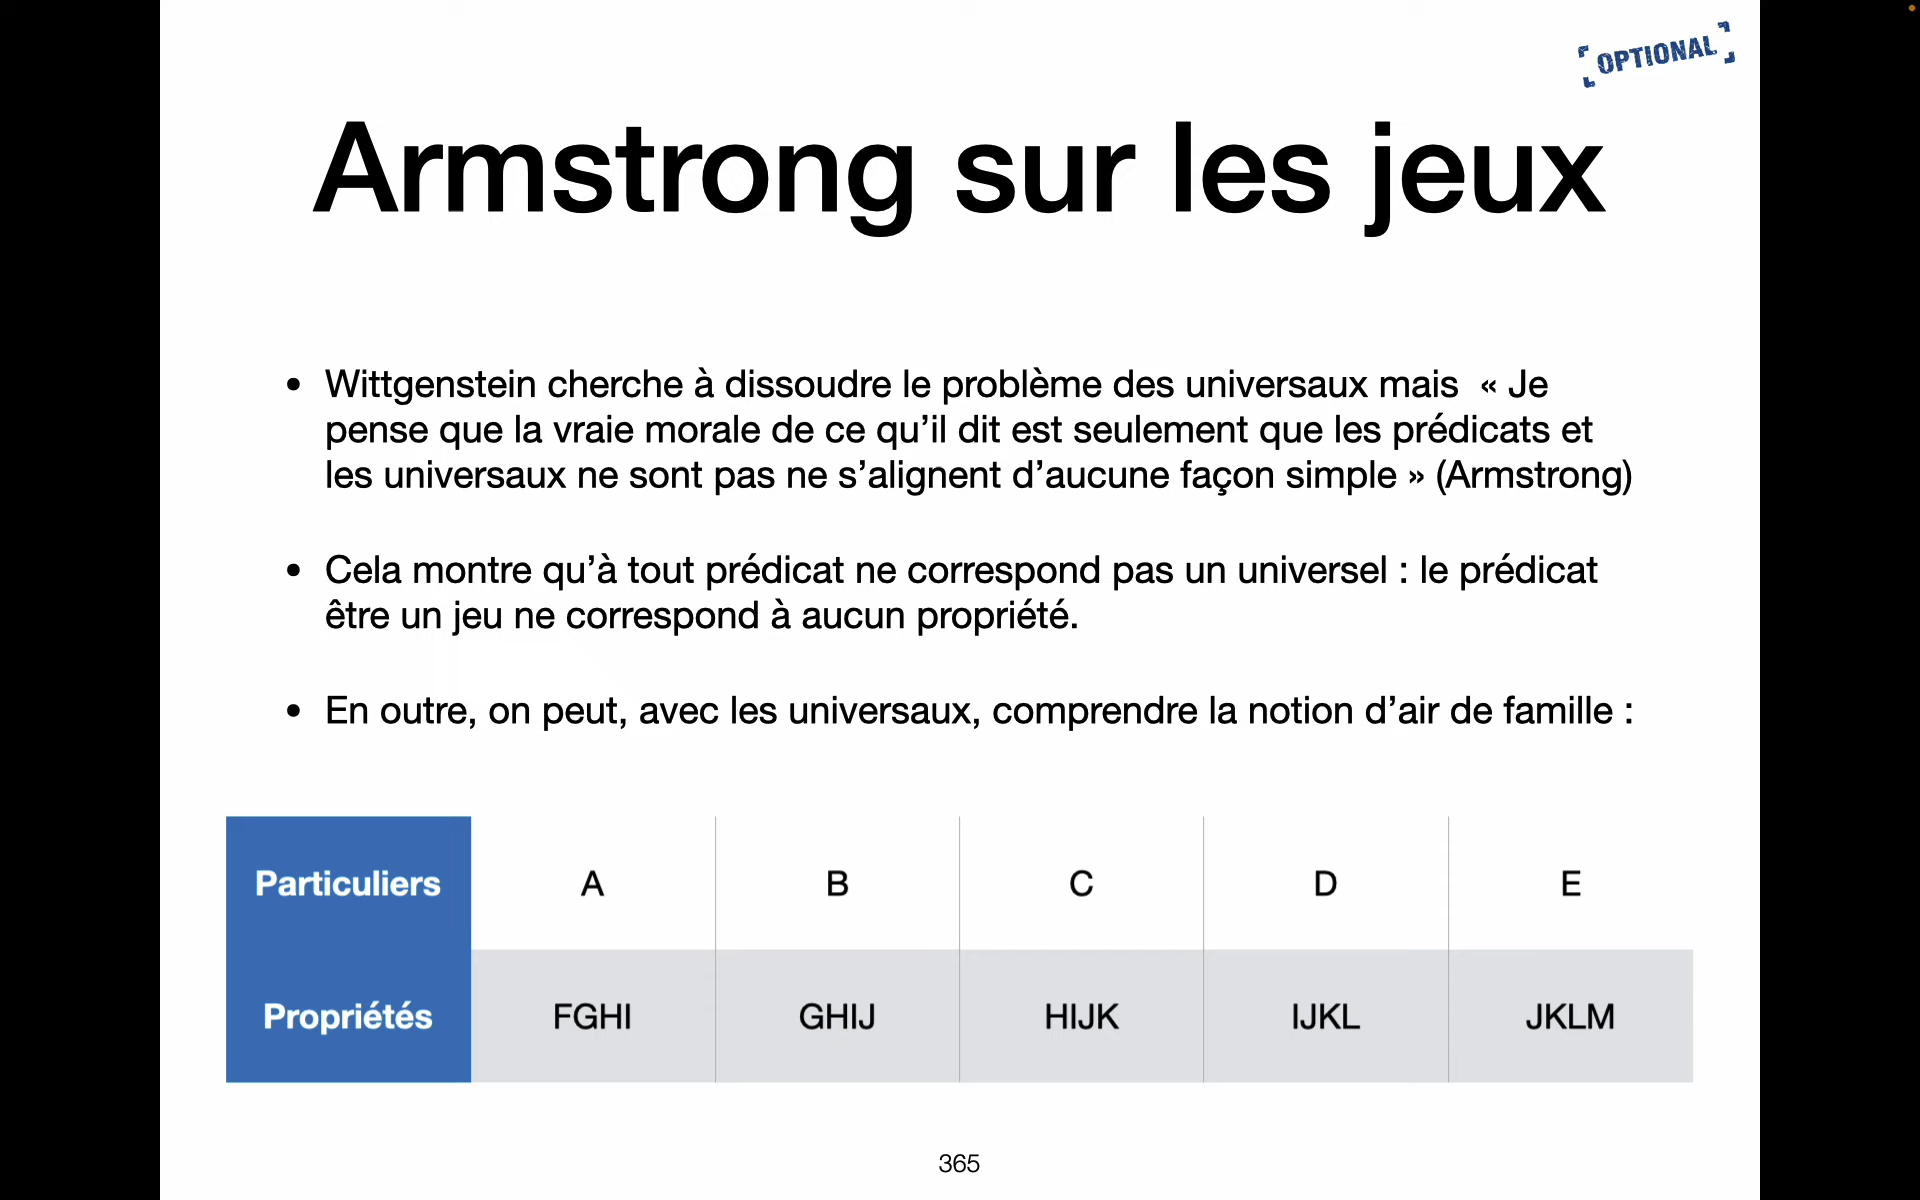 OPTIONAL
Armstrong sur les jeux
• Wittgenstein cherche à dissoudre le problème des universaux mais « Je
pense que la vraie morale de ce qu’il dit est seulement que les prédicats et
les universaux ne sont pas ne s’alignent d’aucune façon simple » (Armstrong)
• Cela montre qu’à tout prédicat ne correspond pas un universel : le prédicat
être un jeu ne correspond à aucun propriété.
• En outre, on peut, avec les universaux, comprendre la notion d’air de famille :
Particuliers A B C D E
Propriétés FGHI GHIJ HIJK IJKL JKLM
365